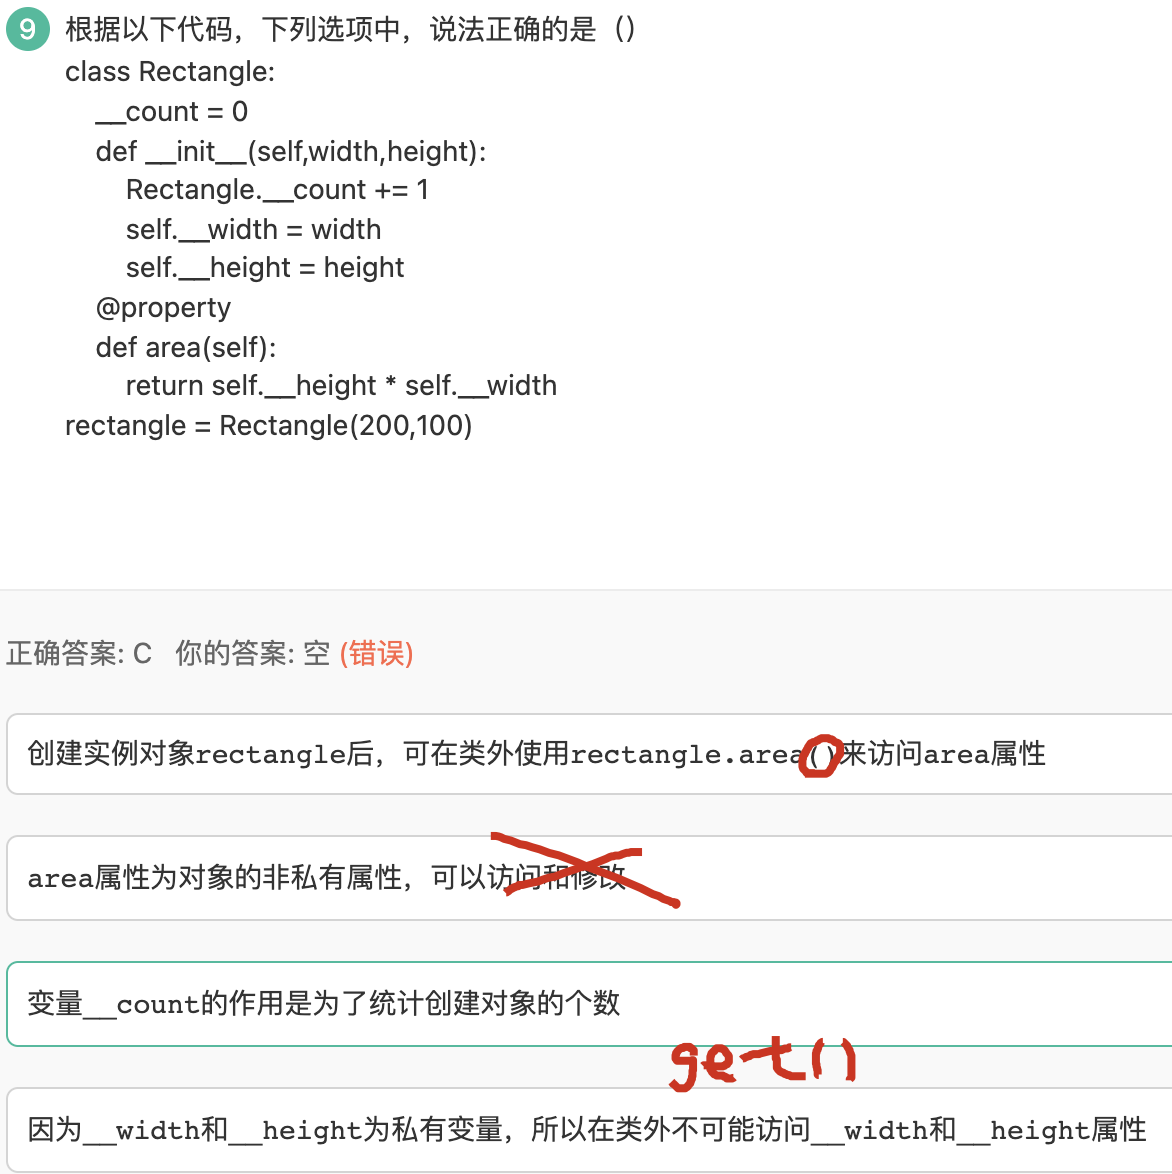 9 根据以下代码，下列选项中，说法正确的是（）
class Rectangle:
__count = 0
def __init__(self,width,height):
Rectangle.__count += 1
self.__width = width
self.__height = height
@property
def area(self):
return self.__height * self.__width
rectangle = Rectangle(200,100)
正确答案: C 你的答案: 空 (错误)
创建实例对象rectangle后，可在类外使用rectangle.area()来访问area属性
area属性为对象的非私有属性，可以访问和修改
变量__count的作用是为了统计创建对象的个数
get()
因为__width和__height为私有变量，所以在类外不可能访问__width和__height属性